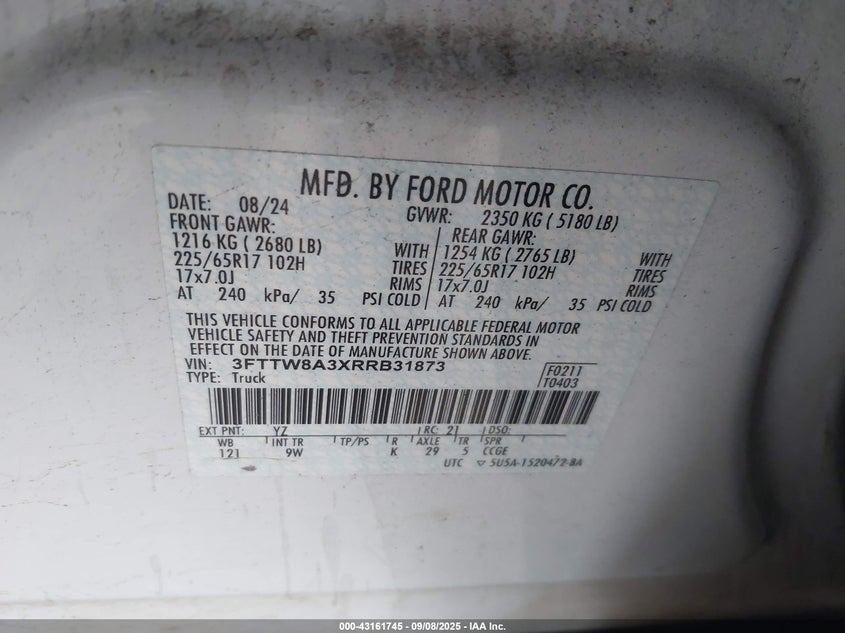 MFD. BY FORD MOTOR CO.
DATE: 08/24 GVWR: 2350 KG ( 5180 LB)
FRONT GAWR: REAR GAWR:
1216 KG ( 2680 LB) WITH 1254 KG ( 2765 LB) WITH
225/65R17 102H TIRES 225/65R17 102H TIRES
17x7.0J RIMS 17x7.0J RIMS
AT 240 kPa/ 35 PSI COLD AT 240 kPa/ 35 PSI COLD
THIS VEHICLE CONFORMS TO ALL APPLICABLE FEDERAL MOTOR
VEHICLE SAFETY AND THEFT PREVENTION STANDARDS IN
EFFECT ON THE DATE OF MANUFACTURE SHOWN ABOVE.
VIN: 3FTTW8A3XRRB31873 F0211
TYPE: Truck T0403
EXT PNT: YZ RC: 21 DSO:
WB INT TR TP/PS R AXLE TR SPR
121 9W K 29 5 CCGE
UTC ▽ 5U5A-1520472-BA
000-43161745 - 09/08/2025 - IAA Inc.